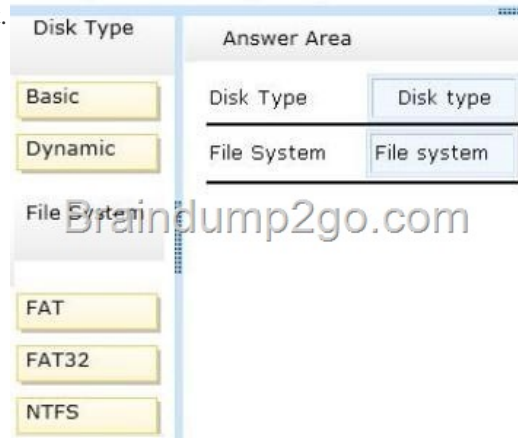 Disk Type
Answer Area
Basic
Disk Type
Disk type
Dynamic
File System
File system
File System
Braindump2go.com
FAT
FAT32
NTFS